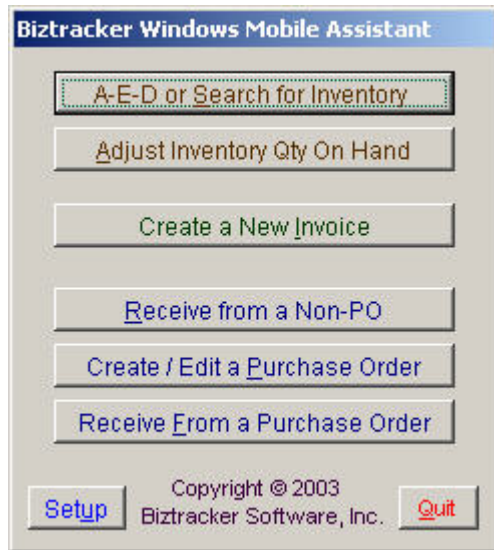 Biztracker Windows Mobile Assistant
A-E-D or Search for Inventory
Adjust Inventory Qty On Hand
Create a New Invoice
Receive from a Non-PO
Create / Edit a Purchase Order
Receive From a Purchase Order
Setup
Copyright © 2003
Biztracker Software, Inc.
Quit